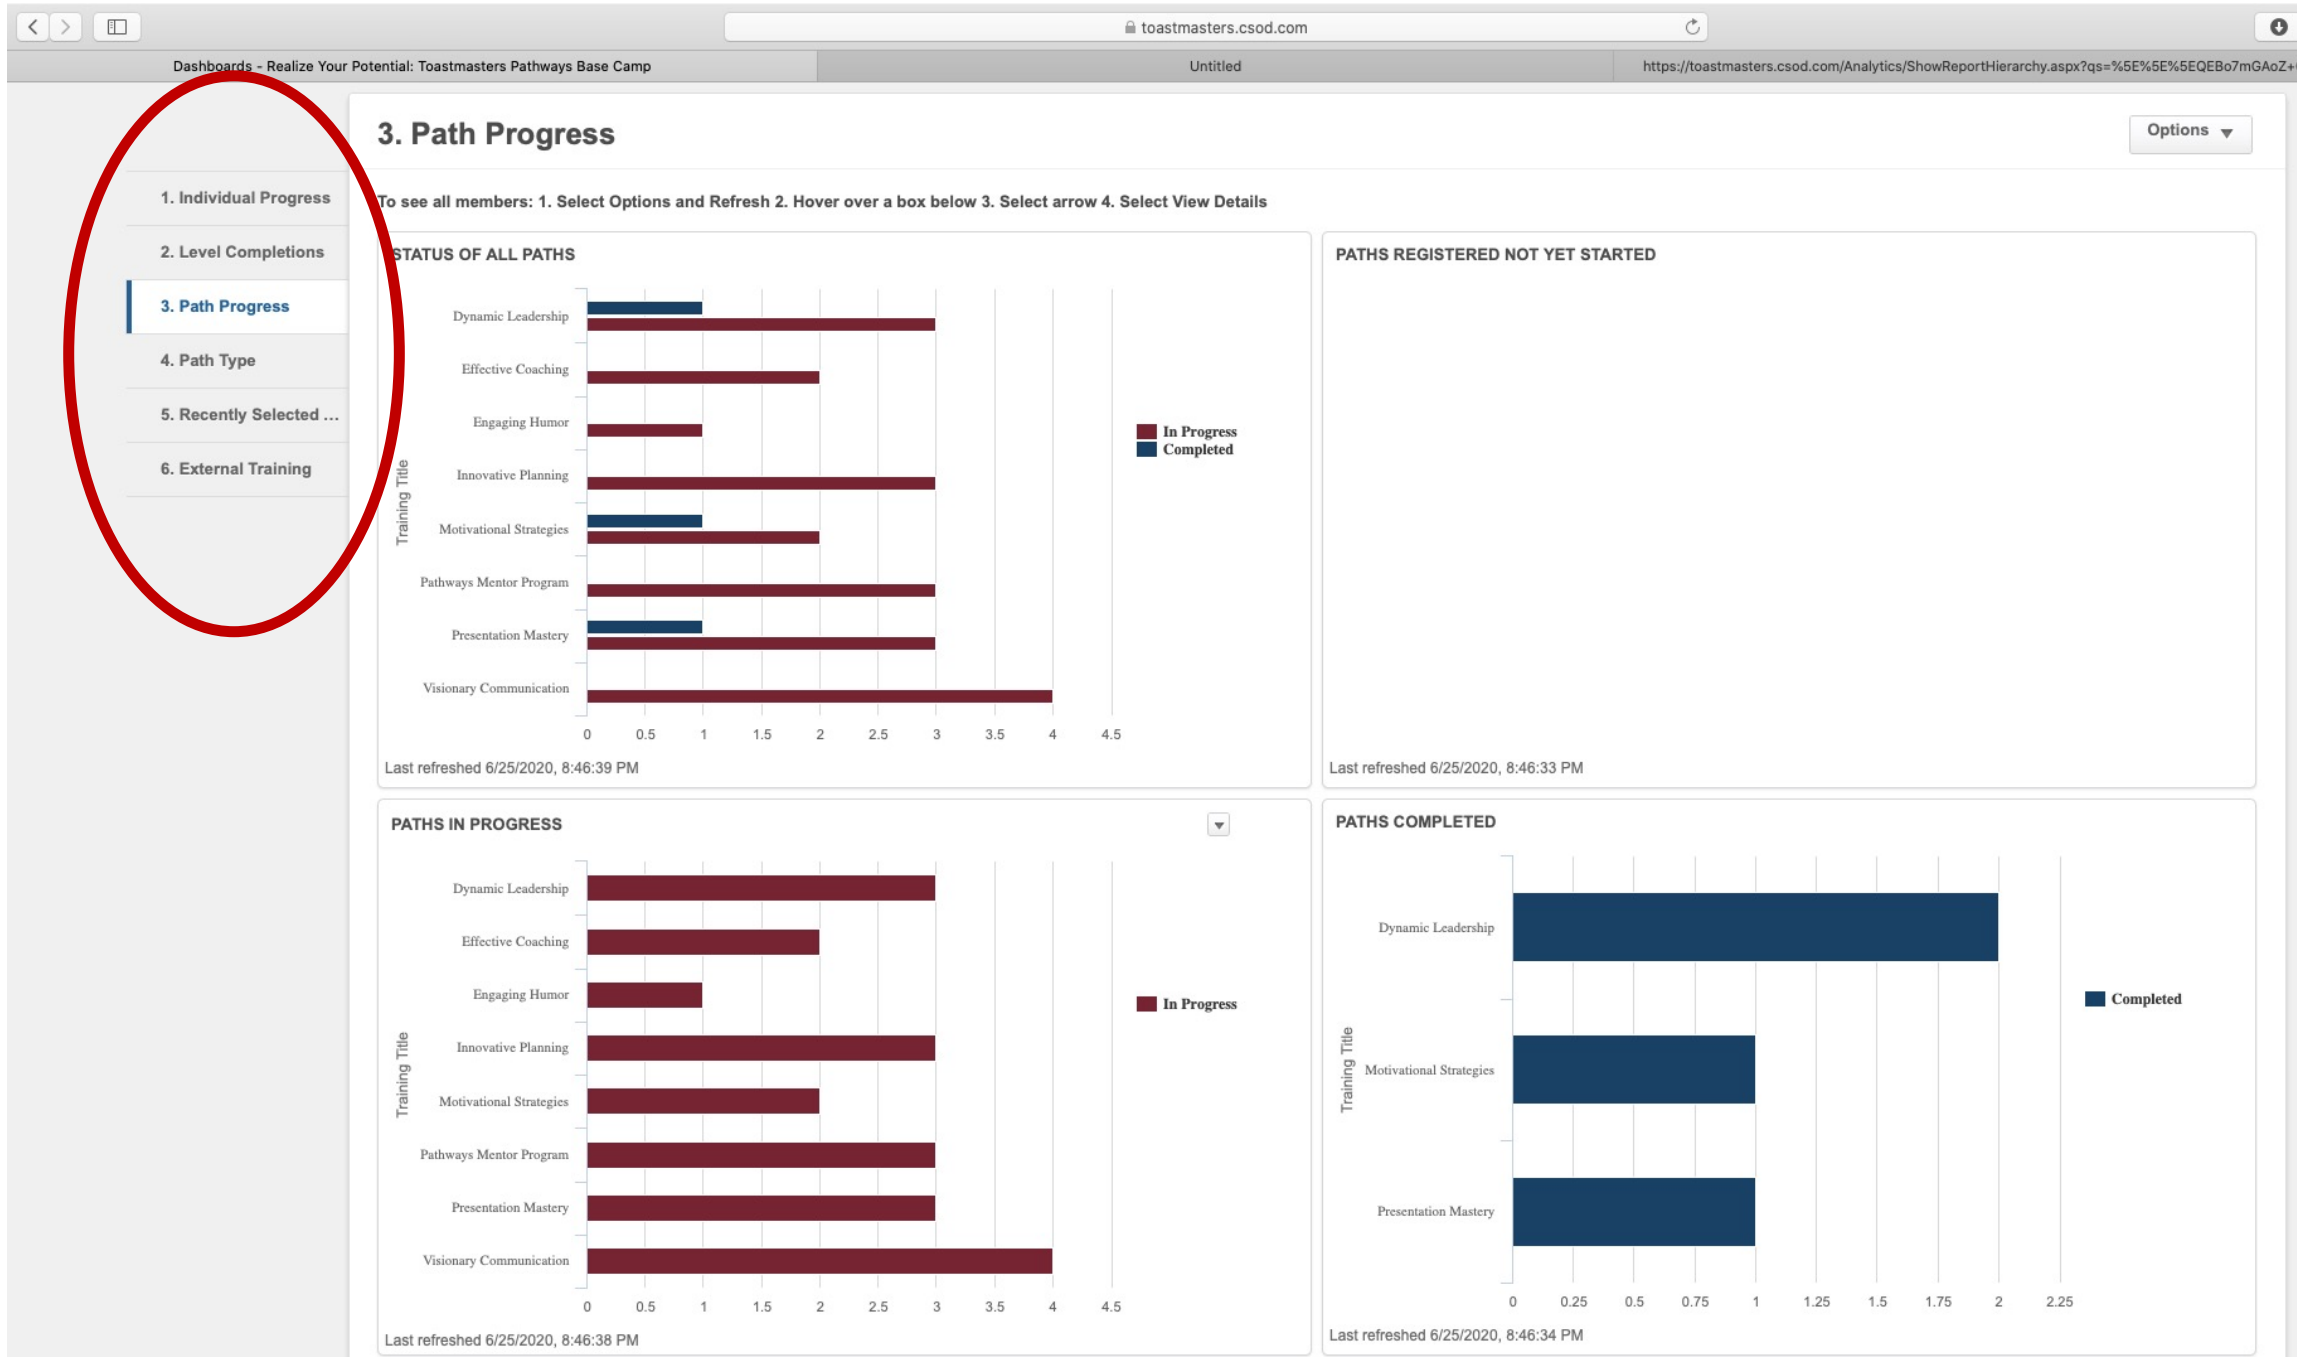 toastmasters.csod.com
Dashboards - Realize Your Potential: Toastmasters Pathways Base Camp
Untitled
https://toastmasters.csod.com/Analytics/ShowReportHierarchy.aspx?qs=%5E%5E%5EQEBo7mGAoZ+
1. Individual Progress
2. Level Completions
3. Path Progress
4. Path Type
5. Recently Selected ...
6. External Training
3. Path Progress
Options
To see all members: 1. Select Options and Refresh 2. Hover over a box below 3. Select arrow 4. Select View Details
STATUS OF ALL PATHS
Training Title
Dynamic Leadership
Effective Coaching
Engaging Humor
Innovative Planning
Motivational Strategies
Pathways Mentor Program
Presentation Mastery
Visionary Communication
0 0.5 1 1.5 2 2.5 3 3.5 4 4.5
In Progress
Completed
Last refreshed 6/25/2020, 8:46:39 PM
PATHS REGISTERED NOT YET STARTED
Last refreshed 6/25/2020, 8:46:33 PM
PATHS IN PROGRESS
Training Title
Dynamic Leadership
Effective Coaching
Engaging Humor
Innovative Planning
Motivational Strategies
Pathways Mentor Program
Presentation Mastery
Visionary Communication
0 0.5 1 1.5 2 2.5 3 3.5 4 4.5
In Progress
Last refreshed 6/25/2020, 8:46:38 PM
PATHS COMPLETED
Training Title
Dynamic Leadership
Motivational Strategies
Presentation Mastery
0 0.25 0.5 0.75 1 1.25 1.5 1.75 2 2.25
Completed
Last refreshed 6/25/2020, 8:46:34 PM